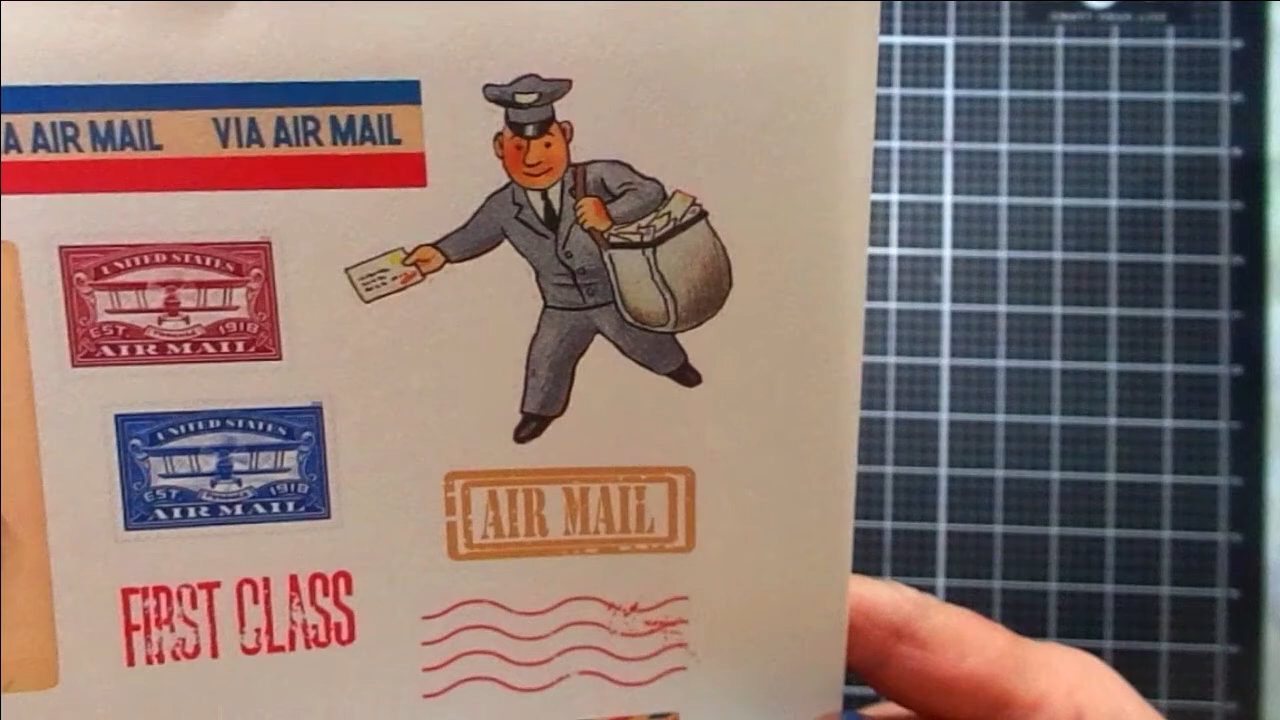 A AIR MAIL VIA AIR MAIL
UNITED STATES
EST. 1918
AIR MAIL
UNITED STATES
EST. 1918
AIR MAIL
AIR MAIL
FIRST CLASS